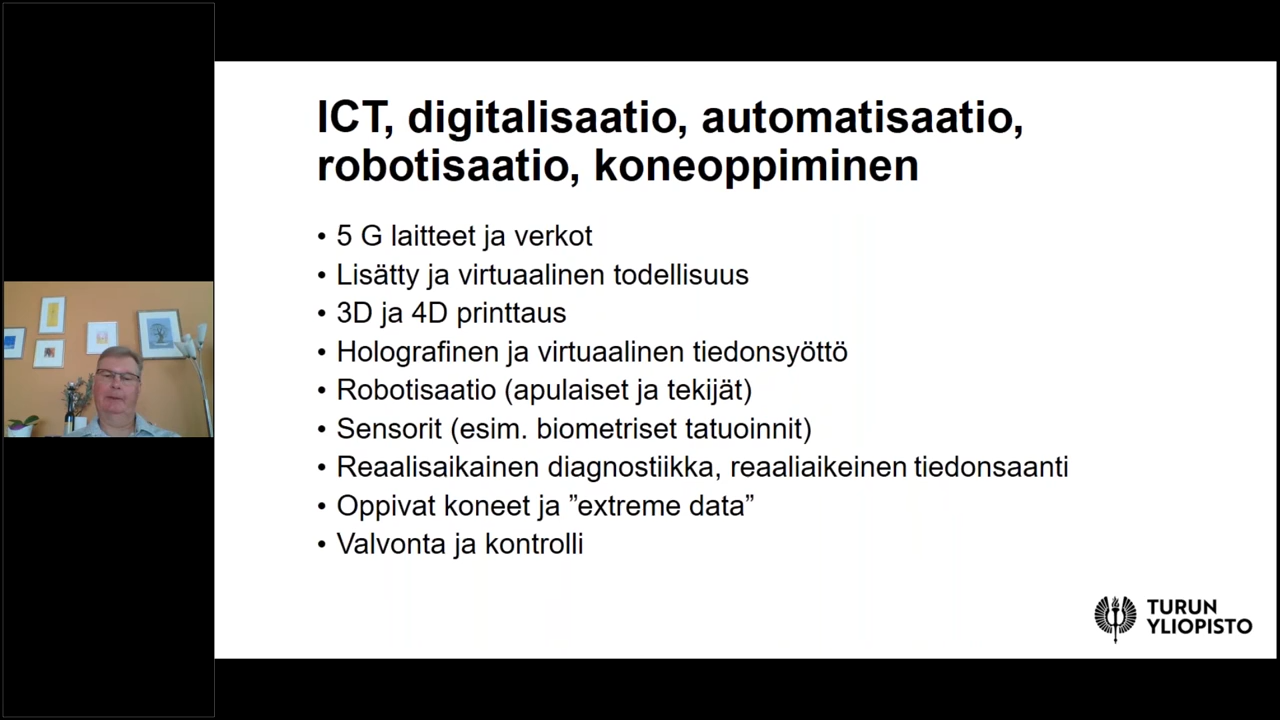 ICT, digitalisaatio, automatisaatio,
robotisaatio, koneoppiminen
• 5 G laitteet ja verkot
• Lisätty ja virtuaalinen todellisuus
• 3D ja 4D printtaus
• Holografinen ja virtuaalinen tiedonsyöttö
• Robotisaatio (apulaiset ja tekijät)
• Sensorit (esim. biometriset tatuoinnit)
• Reaalisaikainen diagnostiikka, reaaliaikeinen tiedonsaanti
• Oppivat koneet ja ”extreme data”
• Valvonta ja kontrolli
TURUN
YLIOPISTO